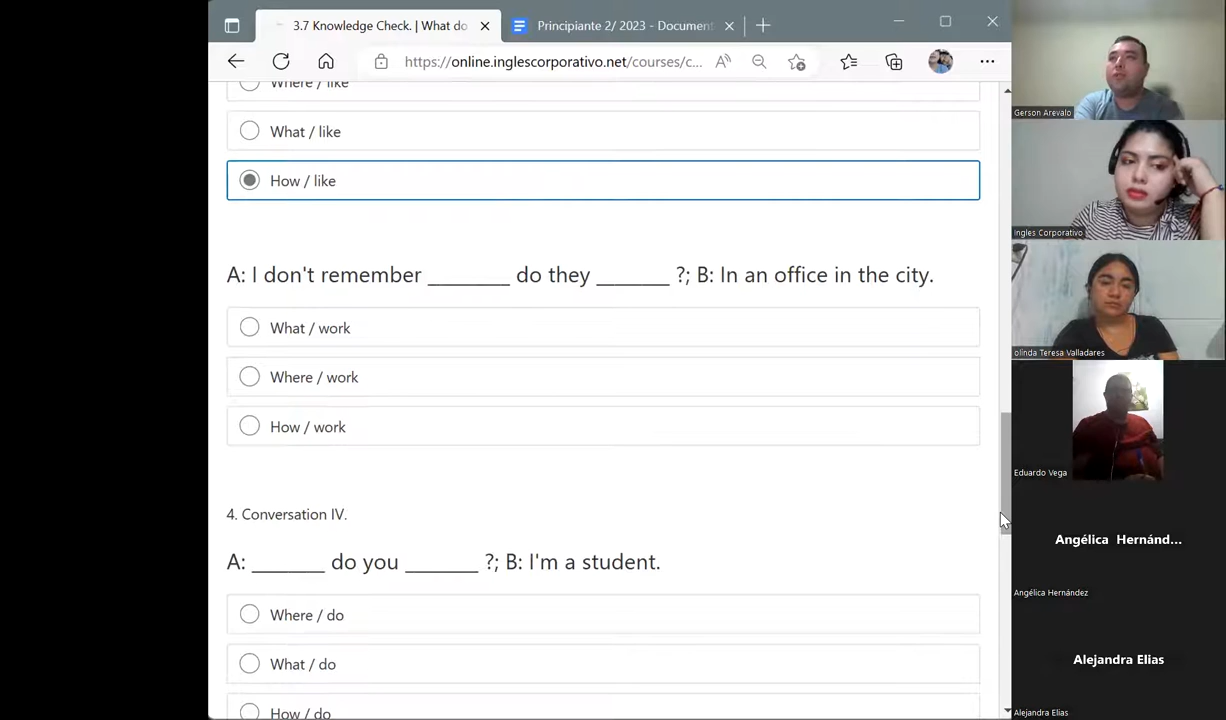 3.7 Knowledge Check. | What do
Principiante 2/ 2023 - Document
https://online.inglescorporativo.net/courses/c...
Where / like
What / like
How / like
A: I don't remember ________ do they _______ ?; B: In an office in the city.
What / work
Where / work
How / work
4. Conversation IV.
A: _______ do you _______ ?; B: I'm a student.
Where / do
What / do
How / do
Gerson Arevalo
Ingles Corporativo
olinda Teresa Valladares
Eduardo Vega
Angélica Hernánd...
Angélica Hernández
Alejandra Elias
Alejandra Elias